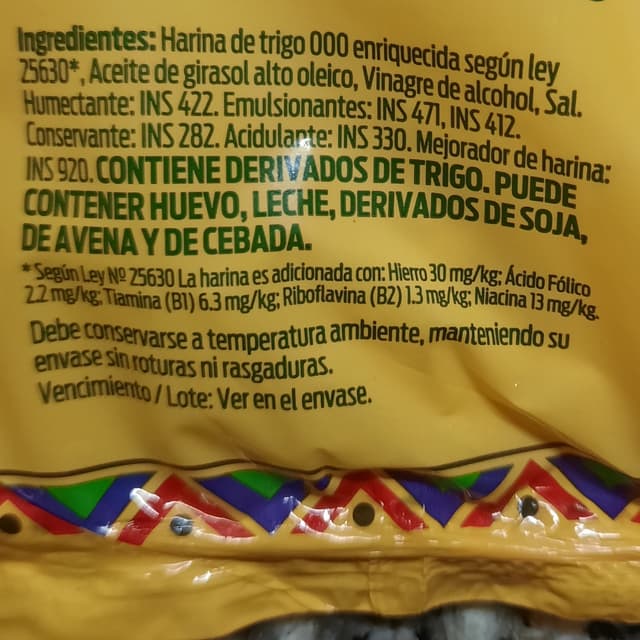 Ingredientes: Harina de trigo 000 enriquecida según ley
25630*, Aceite de girasol alto oleico, Vinagre de alcohol, Sal.
Humectante: INS 422. Emulsionantes: INS 471, INS 412.
Conservante: INS 282. Acidulante: INS 330. Mejorador de harina:
INS 920. CONTIENE DERIVADOS DE TRIGO. PUEDE
CONTENER HUEVO, LECHE, DERIVADOS DE SOJA,
DE AVENA Y DE CEBADA.
*Según Ley Nº 25630 La harina es adicionada con: Hierro 30 mg/kg; Ácido Fólico
2.2 mg/kg; Tiamina (B1) 6.3 mg/kg; Riboflavina (B2) 1.3 mg/kg; Niacina 13 mg/kg.
Debe conservarse a temperatura ambiente, manteniendo su
envase sin roturas ni rasgaduras.
Vencimiento / Lote: Ver en el envase.